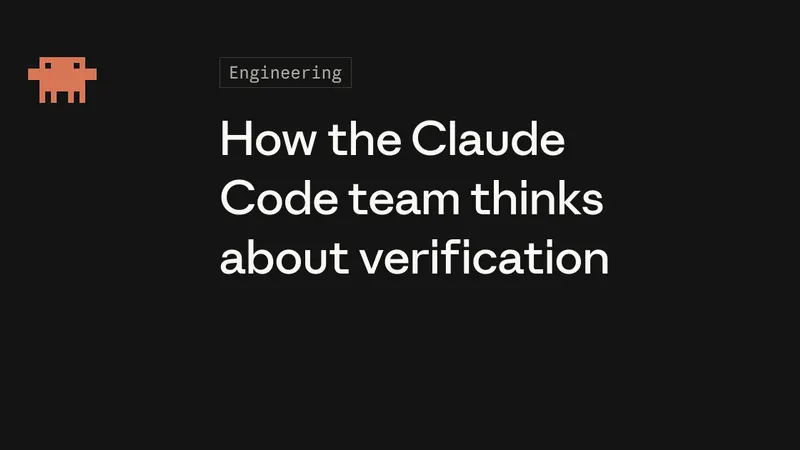 Engineering
How the Claude
Code team thinks
about verification